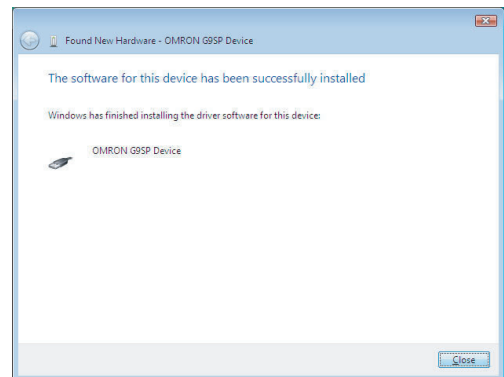 Found New Hardware - OMRON G9SP Device
The software for this device has been successfully installed
Windows has finished installing the driver software for this device:
OMRON G9SP Device
Close